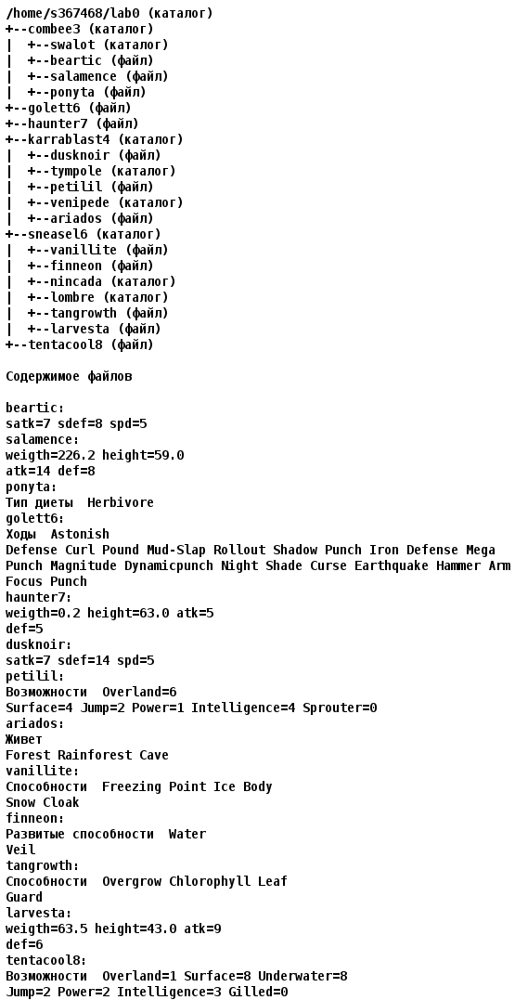 /home/s367468/lab0 (каталог)
+--combee3 (каталог)
|  +--swalot (каталог)
|  +--beartic (файл)
|  +--salamence (файл)
|  +--ponyta (файл)
+--golett6 (файл)
+--haunter7 (файл)
+--karrablast4 (каталог)
|  +--dusknoir (файл)
|  +--tympole (каталог)
|  +--petilil (файл)
|  +--venipede (каталог)
|  +--ariados (файл)
+--sneasel6 (каталог)
|  +--vanillite (файл)
|  +--finneon (файл)
|  +--nincada (каталог)
|  +--lombre (каталог)
|  +--tangrowth (файл)
|  +--larvesta (файл)
+--tentacool8 (файл)

Содержимое файлов

beartic:
satk=7 sdef=8 spd=5
salamence:
weigth=226.2 height=59.0
atk=14 def=8
ponyta:
Тип диеты  Herbivore
golett6:
Ходы  Astonish
Defense Curl Pound Mud-Slap Rollout Shadow Punch Iron Defense Mega
Punch Magnitude Dynamicpunch Night Shade Curse Earthquake Hammer Arm
Focus Punch
haunter7:
weigth=0.2 height=63.0 atk=5
def=5
dusknoir:
satk=7 sdef=14 spd=5
petilil:
Возможности  Overland=6
Surface=4 Jump=2 Power=1 Intelligence=4 Sprouter=0
ariados:
Живет
Forest Rainforest Cave
vanillite:
Способности  Freezing Point Ice Body
Snow Cloak
finneon:
Развитые способности  Water
Veil
tangrowth:
Способности  Overgrow Chlorophyll Leaf
Guard
larvesta:
weigth=63.5 height=43.0 atk=9
def=6
tentacool8:
Возможности  Overland=1 Surface=8 Underwater=8
Jump=2 Power=2 Intelligence=3 Gilled=0